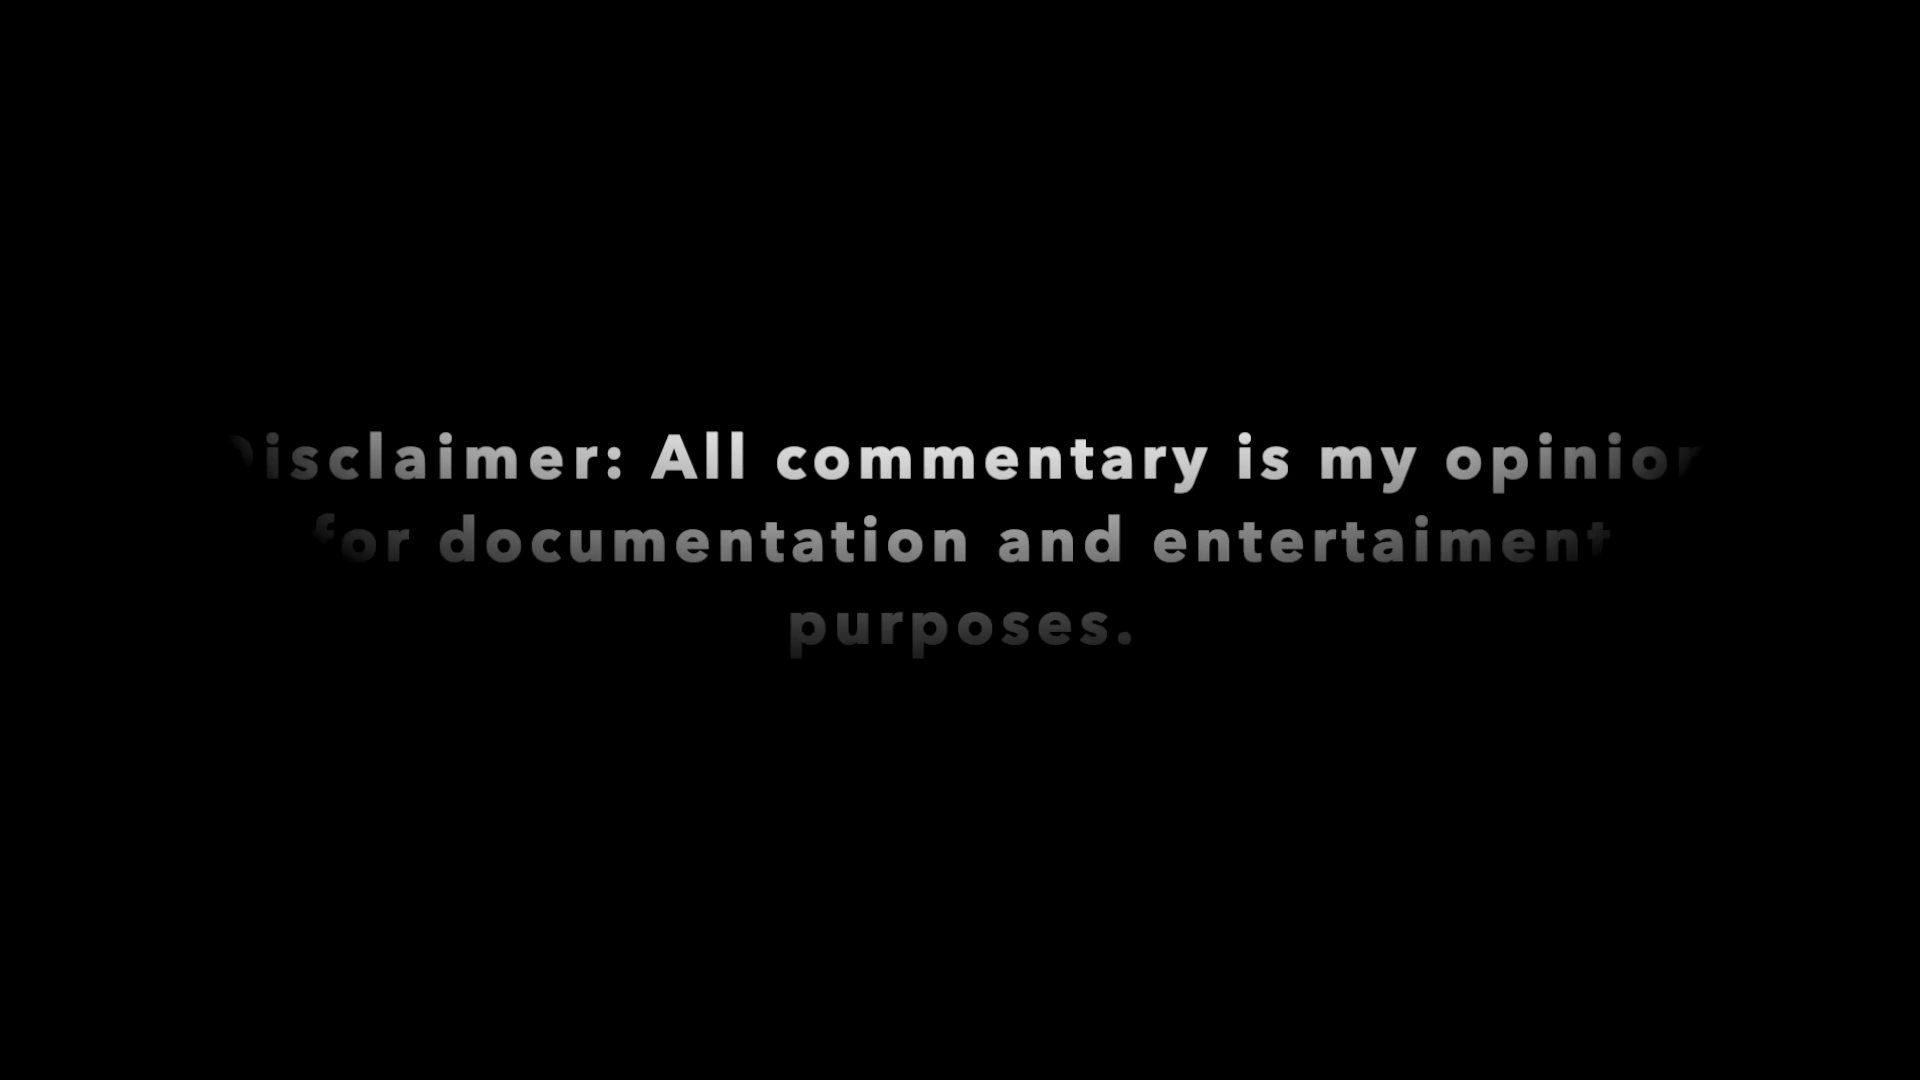 Disclaimer: All commentary is my opinion
for documentation and entertaiment
purposes.